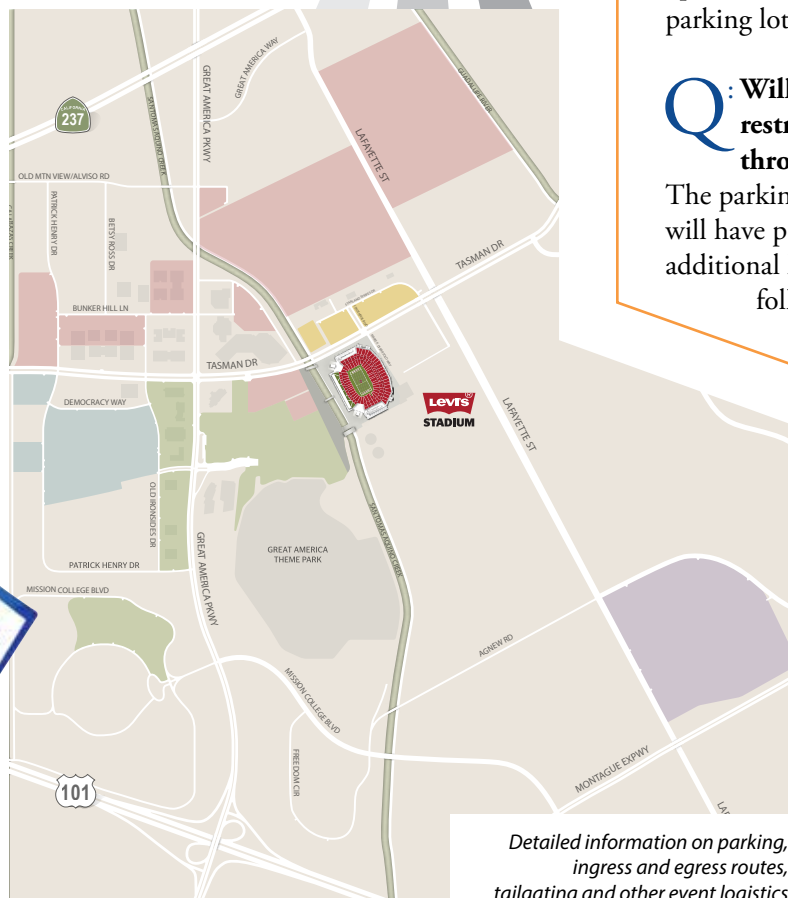 parking lot
Q: Will
restr
thro
The parkin
will have p
additional
foll
CALIFORNIA
237
GREAT AMERICA PKWY
GREAT AMERICA WAY
GUADALUPE RIVER
SAN TOMAS AQUINO CREEK
LAFAYETTE ST
OLD MTN VIEW/ALVISO RD
PATRICK HENRY DR
BETSY ROSS DR
TASMAN DR
BUNKER HILL LN
TASMAN DR
DEMOCRACY WAY
LEVI'S®
STADIUM
LAFAYETTE ST
OLD IRONSIDES DR
SAN TOMAS AQUINO CREEK
GREAT AMERICA PKWY
GREAT AMERICA
THEME PARK
PATRICK HENRY DR
MISSION COLLEGE BLVD
AGNEW RD
MISSION COLLEGE BLVD
FREEDOM CIR
MONTAGUE EXPWY
101
LA
Detailed information on parking,
ingress and egress routes,
tailgating and other event logistics